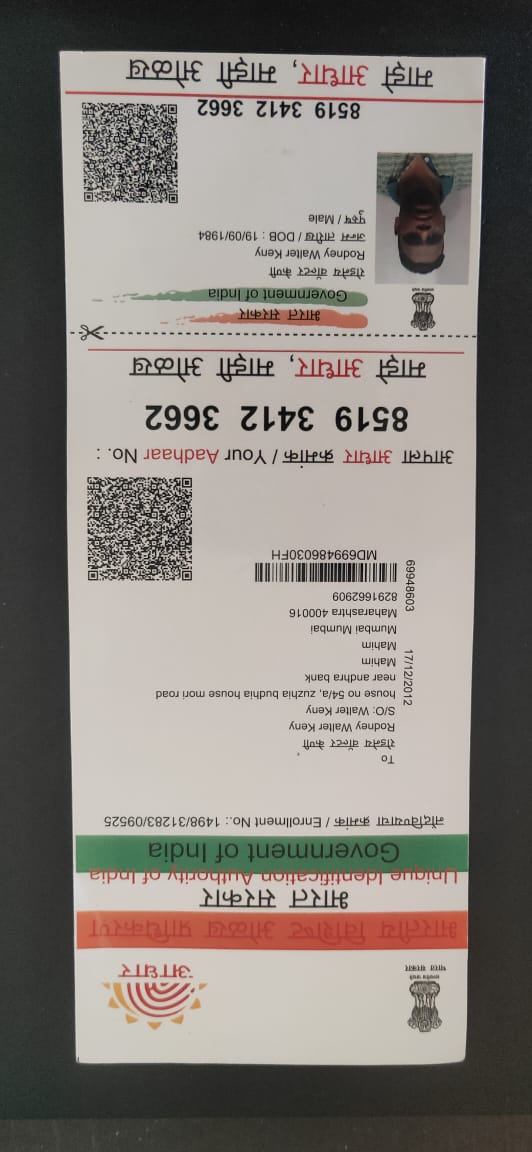 भारत सरकार
आधार
भारतीय विशिष्ट ओळख प्राधिकरण
भारत सरकार
Unique Identification Authority of India
Government of India
नोंदविण्याचा क्रमांक / Enrollment No.: 1498/31283/09525
To
रोडनेय वॉल्टर केणी
Rodney Walter Keny
S/O: Walter Keny
house no 54/a, zuzhia budhia house mori road
near andhra bank
Mahim
Mahim
Mumbai Mumbai
Maharashtra 400016
8291662909
17/12/2012
69948603
MD699486030FH
आपला आधार क्रमांक / Your Aadhaar No. :
8519 3412 3662
माझे आधार, माझी ओळख
भारत सरकार
Government of India
रोडनेय वॉल्टर केणी
Rodney Walter Keny
जन्म तारीख / DOB : 19/09/1984
पुरुष / Male
8519 3412 3662
माझे आधार, माझी ओळख